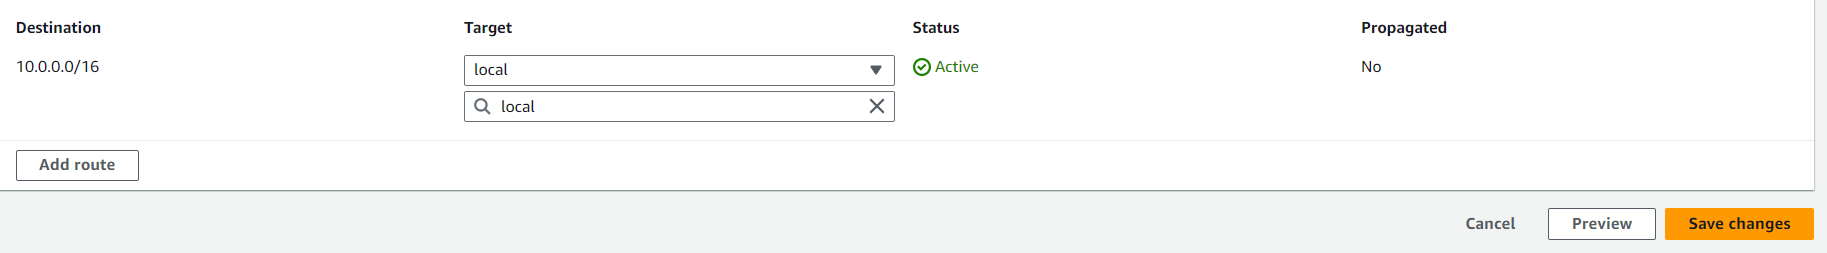 Destination Target Status Propagated
10.0.0.0/16 local Active No
local
Add route
Cancel Preview Save changes